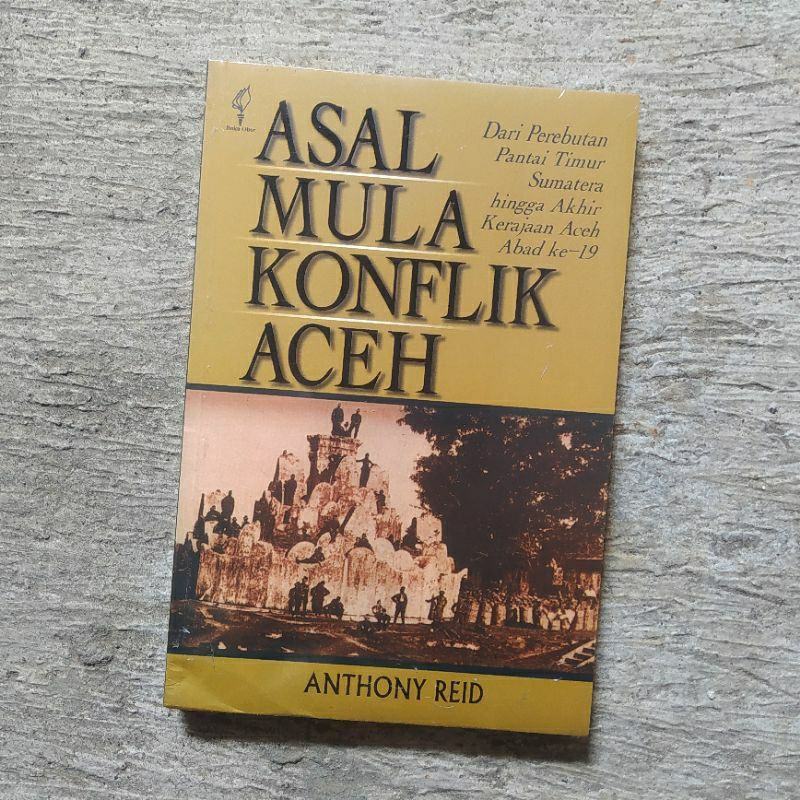 ASAL
MULA
KONFLIK
ACEH
Dari Perebutan
Pantai Timur
Sumatera
hingga Akhir
Kerajaan Aceh
Abad ke-19
ANTHONY REID